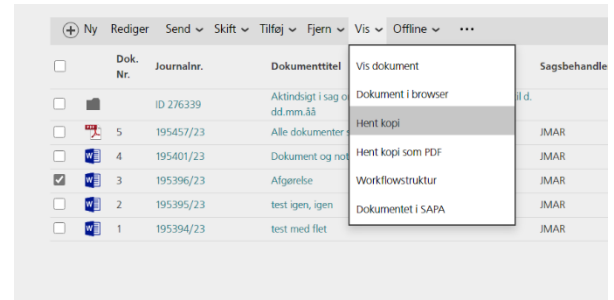 Ny Rediger Send Skift Tilføj Fjern Vis Offline ...
Dok. Nr. Journalnr. Dokumenttitel Sagsbehandle
ID 276339 Aktindsigt i sag il d.
dd.mm.åå
5 195457/23 Alle dokumenter JMAR
4 195401/23 Dokument og not JMAR
3 195396/23 Afgørelse JMAR
2 195395/23 test igen, igen JMAR
1 195394/23 test med flet JMAR
Vis dokument
Dokument i browser
Hent kopi
Hent kopi som PDF
Workflowstruktur
Dokumentet i SAPA